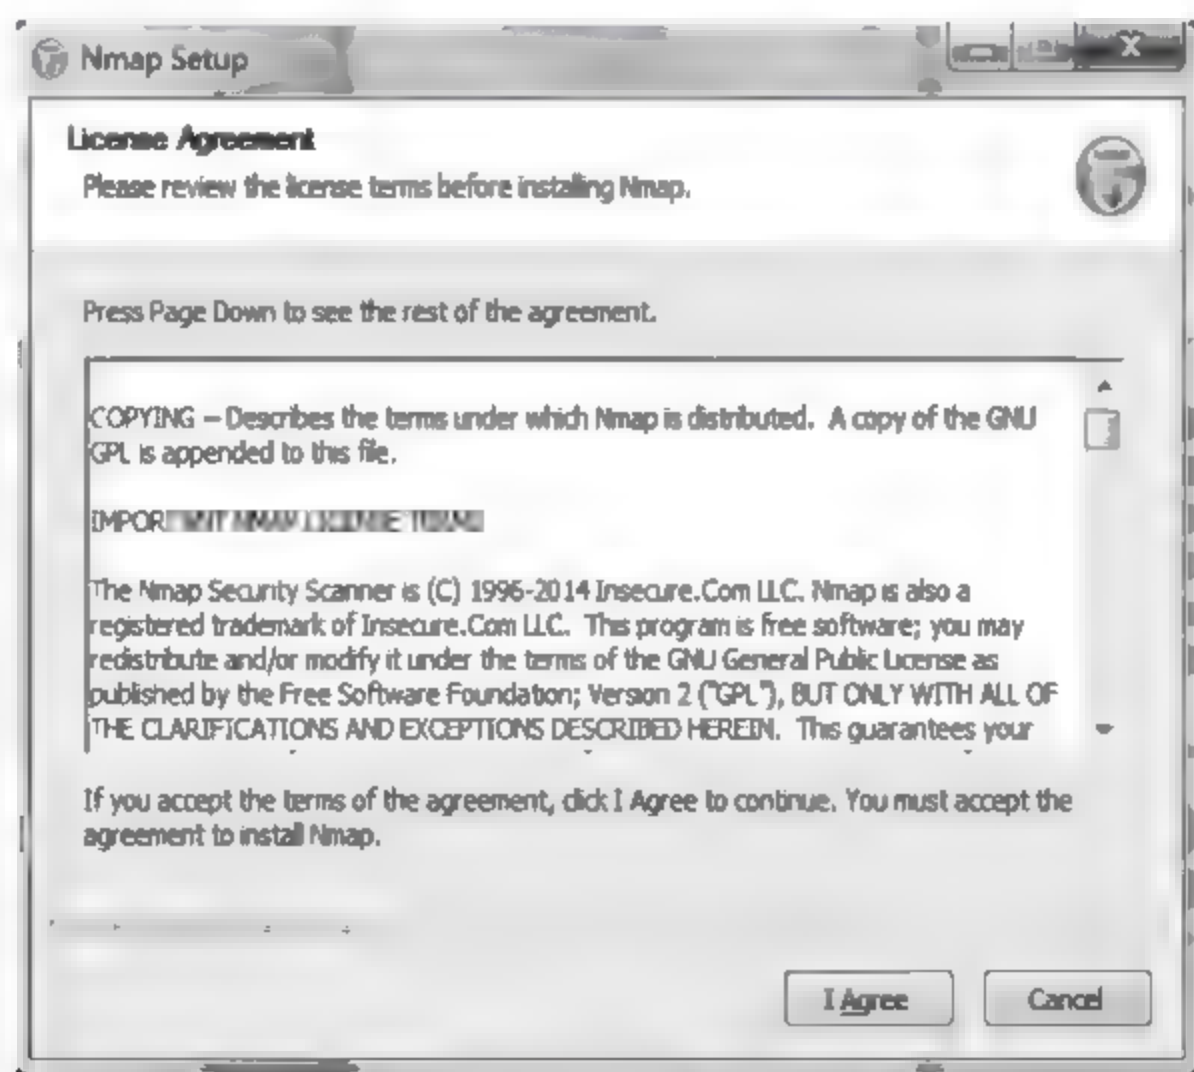 Nmap Setup
License Agreement
Please review the license terms before installing Nmap.
Press Page Down to see the rest of the agreement.
COPYING -- Describes the terms under which Nmap is distributed. A copy of the GNU
GPL is appended to this file.
The Nmap Security Scanner is (C) 1996-2014 Insecure.Com LLC. Nmap is also a
registered trademark of Insecure.Com LLC. This program is free software; you may
redistribute and/or modify it under the terms of the GNU General Public License as
published by the Free Software Foundation; Version 2 ("GPL"), BUT ONLY WITH ALL OF
THE CLARIFICATIONS AND EXCEPTIONS DESCRIBED HEREIN. This guarantees your
If you accept the terms of the agreement, click I Agree to continue. You must accept the
agreement to install Nmap.
I Agree
Cancel